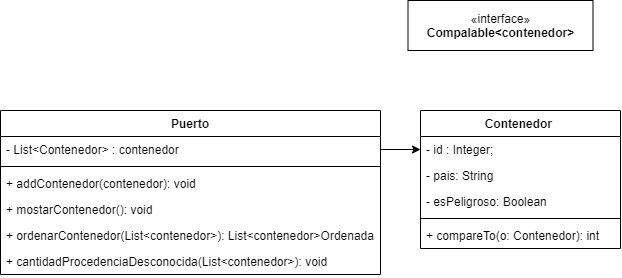 «interface»
Compalable<contenedor>
Puerto
- List<Contenedor> : contenedor
+ addContenedor(contenedor): void
+ mostarContenedor(): void
+ ordenarContenedor(List<contenedor>): List<contenedor>Ordenada
+ cantidadProcedenciaDesconocida(List<contenedor>): void
Contenedor
- id : Integer;
- pais: String
- esPeligroso: Boolean
+ compareTo(o: Contenedor): int